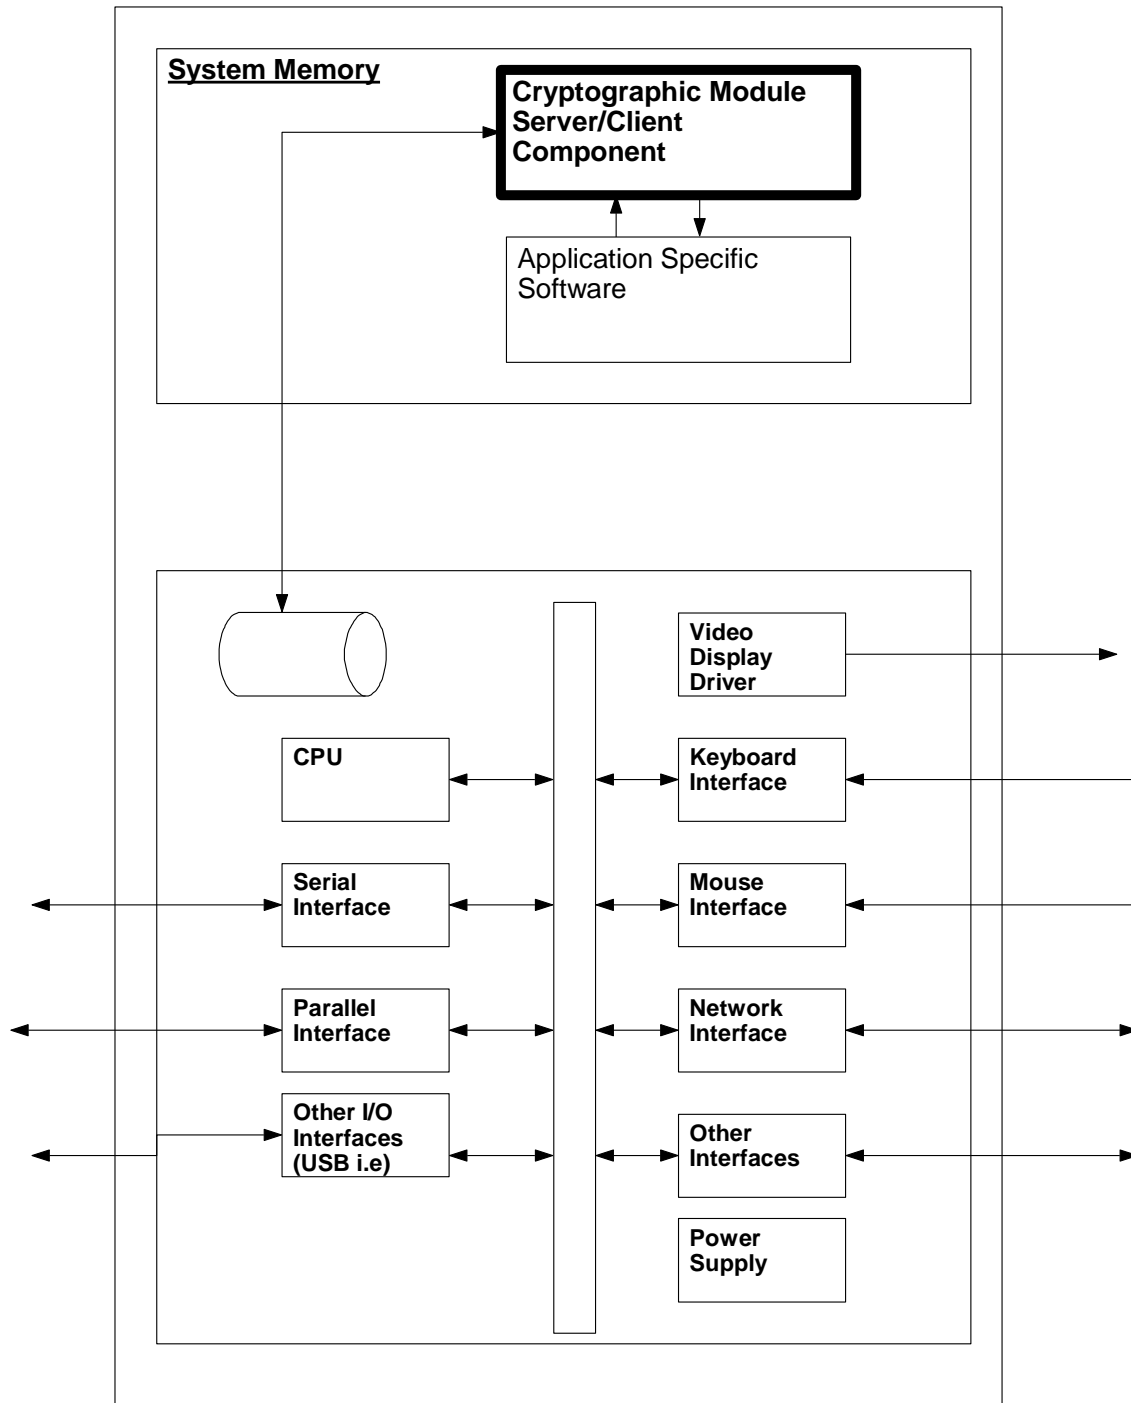 System Memory
Cryptographic Module
Server/Client
Component
Application Specific
Software
Video
Display
Driver
CPU
Keyboard
Interface
Serial
Interface
Mouse
Interface
Parallel
Interface
Network
Interface
Other I/O
Interfaces
(USB i.e)
Other
Interfaces
Power
Supply